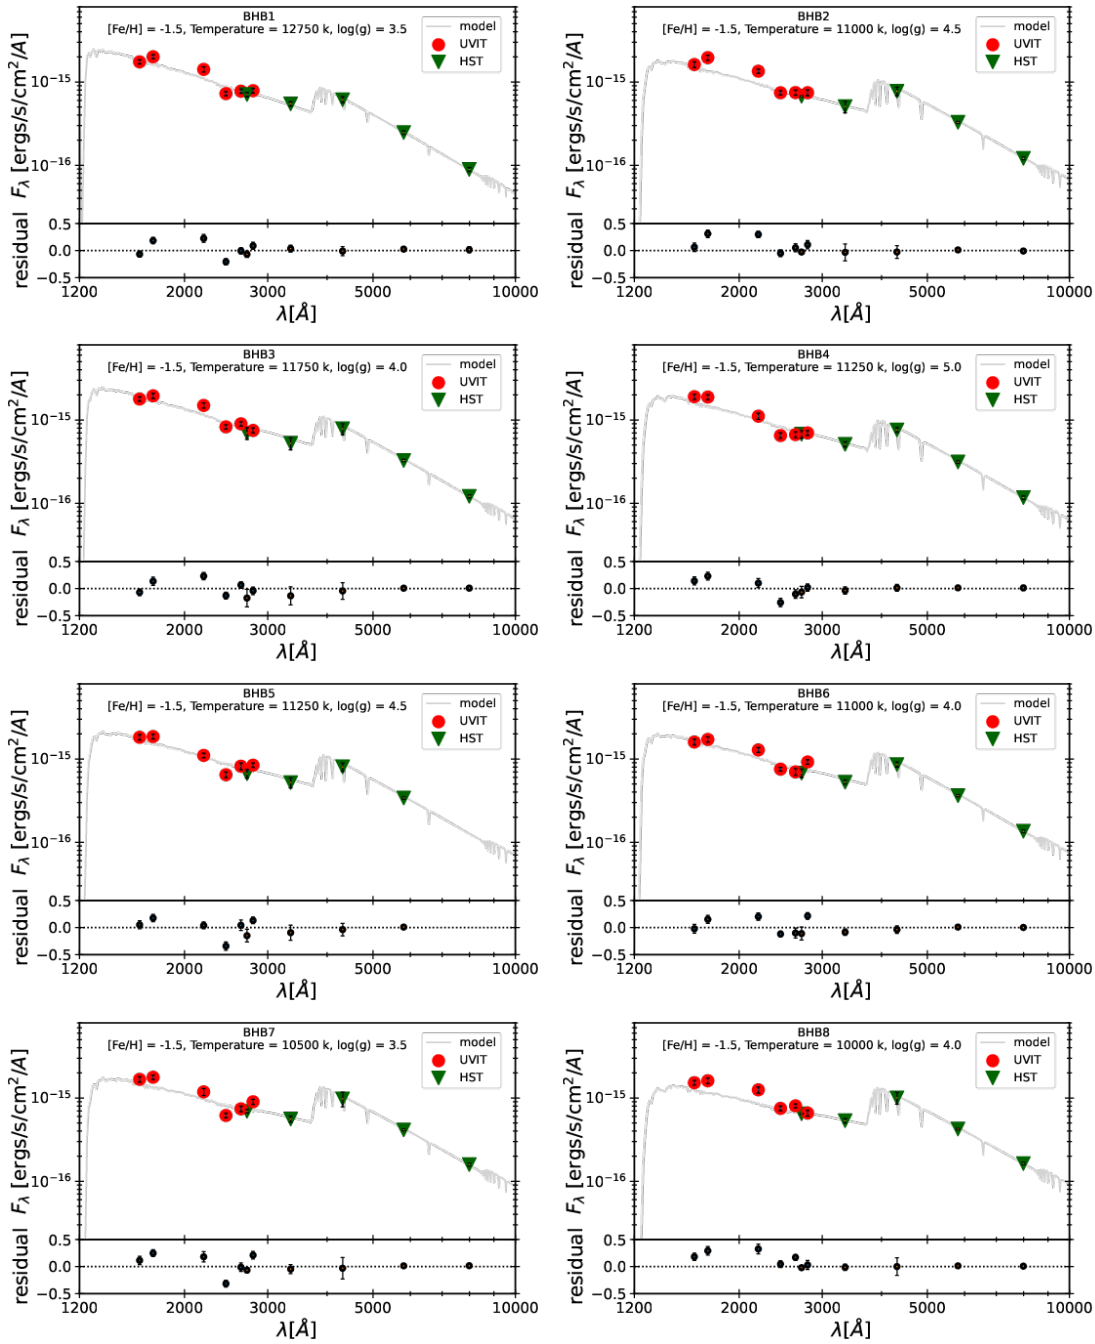 BHB1
[Fe/H] = -1.5, Temperature = 12750 k, log(g) = 3.5
model
UVIT
HST
10⁻¹⁵
10⁻¹⁶
F_λ [ergs/s/cm²/A]
0.5
0.0
−0.5
residual
1200 2000 3000 5000 10000
λ[Å]
BHB2
[Fe/H] = -1.5, Temperature = 11000 k, log(g) = 4.5
model
UVIT
HST
10⁻¹⁵
10⁻¹⁶
F_λ [ergs/s/cm²/A]
0.5
0.0
−0.5
residual
1200 2000 3000 5000 10000
λ[Å]
BHB3
[Fe/H] = -1.5, Temperature = 11750 k, log(g) = 4.0
model
UVIT
HST
10⁻¹⁵
10⁻¹⁶
F_λ [ergs/s/cm²/A]
0.5
0.0
−0.5
residual
1200 2000 3000 5000 10000
λ[Å]
BHB4
[Fe/H] = -1.5, Temperature = 11250 k, log(g) = 5.0
model
UVIT
HST
10⁻¹⁵
10⁻¹⁶
F_λ [ergs/s/cm²/A]
0.5
0.0
−0.5
residual
1200 2000 3000 5000 10000
λ[Å]
BHB5
[Fe/H] = -1.5, Temperature = 11250 k, log(g) = 4.5
model
UVIT
HST
10⁻¹⁵
10⁻¹⁶
F_λ [ergs/s/cm²/A]
0.5
0.0
−0.5
residual
1200 2000 3000 5000 10000
λ[Å]
BHB6
[Fe/H] = -1.5, Temperature = 11000 k, log(g) = 4.0
model
UVIT
HST
10⁻¹⁵
10⁻¹⁶
F_λ [ergs/s/cm²/A]
0.5
0.0
−0.5
residual
1200 2000 3000 5000 10000
λ[Å]
BHB7
[Fe/H] = -1.5, Temperature = 10500 k, log(g) = 3.5
model
UVIT
HST
10⁻¹⁵
10⁻¹⁶
F_λ [ergs/s/cm²/A]
0.5
0.0
−0.5
residual
1200 2000 3000 5000 10000
λ[Å]
BHB8
[Fe/H] = -1.5, Temperature = 10000 k, log(g) = 4.0
model
UVIT
HST
10⁻¹⁵
10⁻¹⁶
F_λ [ergs/s/cm²/A]
0.5
0.0
−0.5
residual
1200 2000 3000 5000 10000
λ[Å]